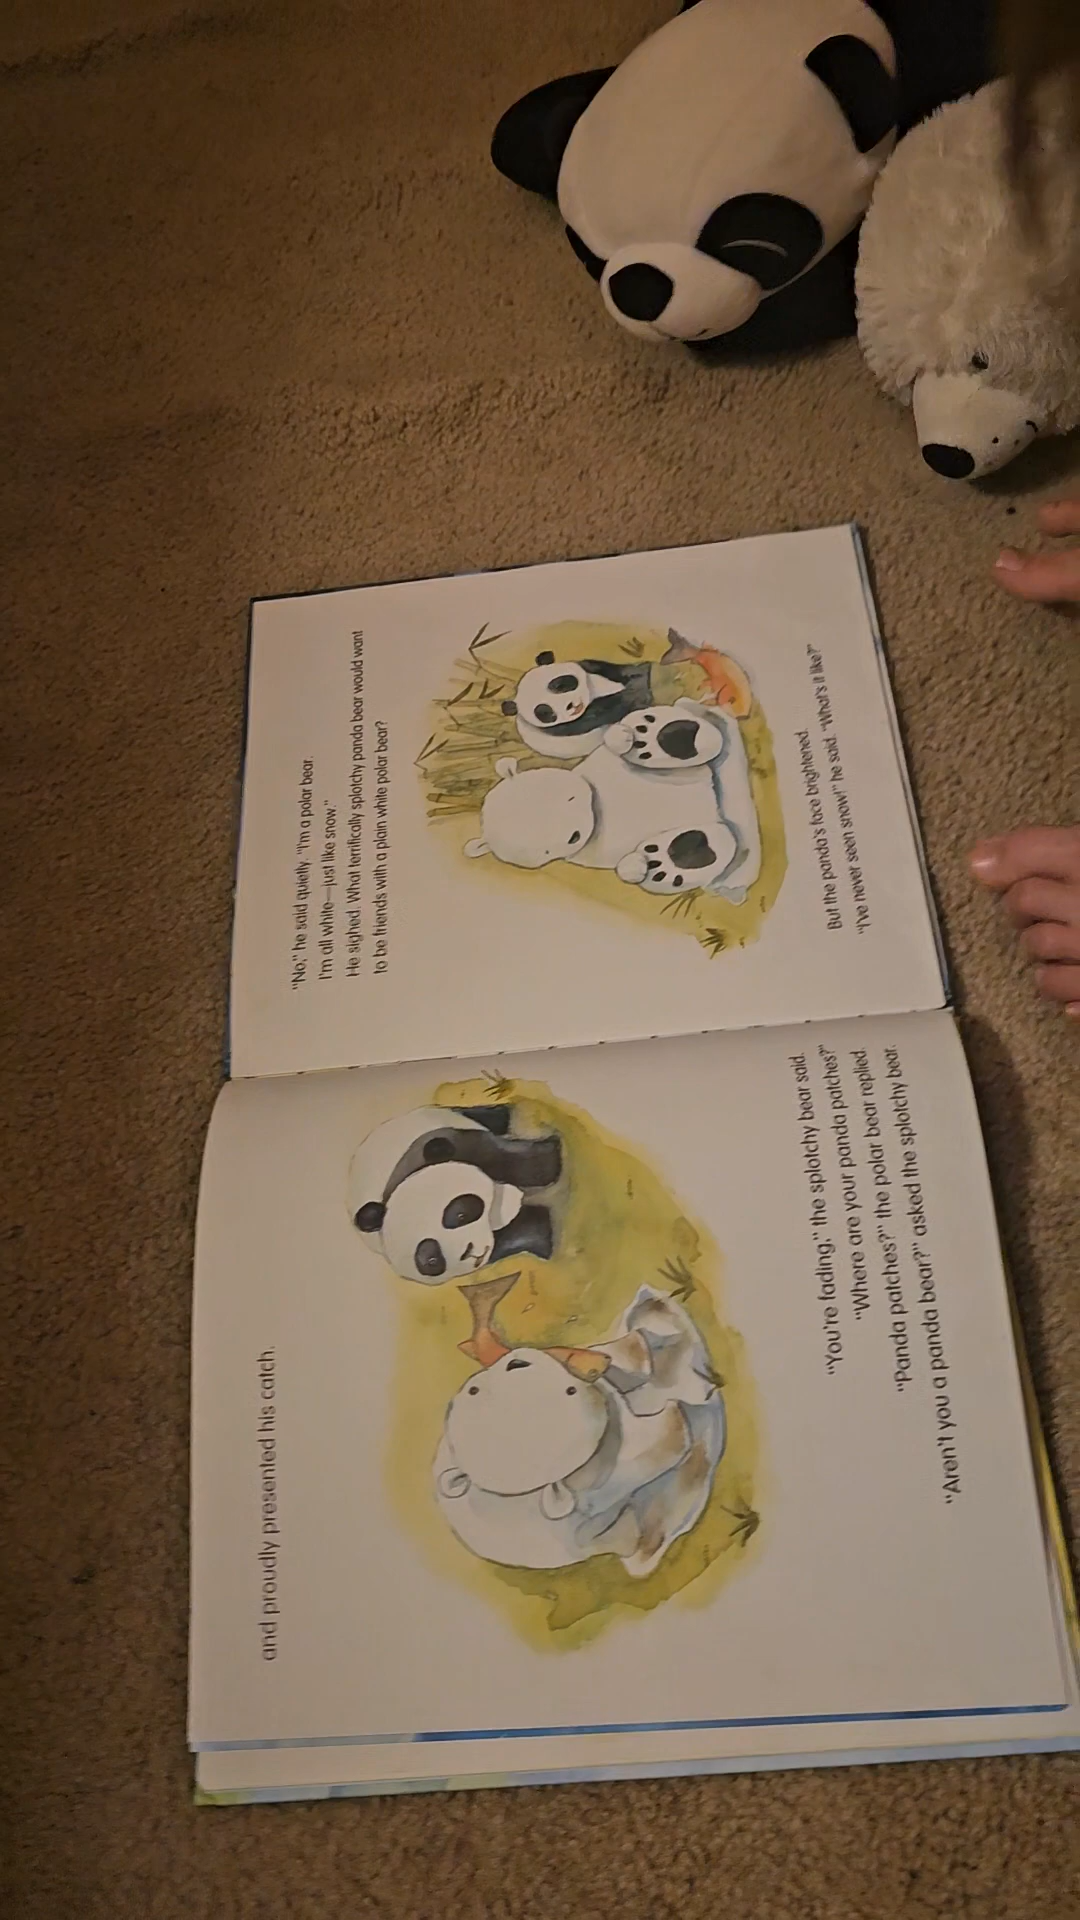 and proudly presented his catch.
"You're fading," the splotchy bear said.
"Where are your panda patches?"
"Panda patches?" the polar bear replied.
"Aren't you a panda bear?" asked the splotchy bear.
"No," he said quietly. "I'm a polar bear.
I'm all white—just like snow."
He sighed. What terrifically splotchy panda bear would want
to be friends with a plain white polar bear?
But the panda's face brightened.
"I've never seen snow!" he said. "What's it like?"